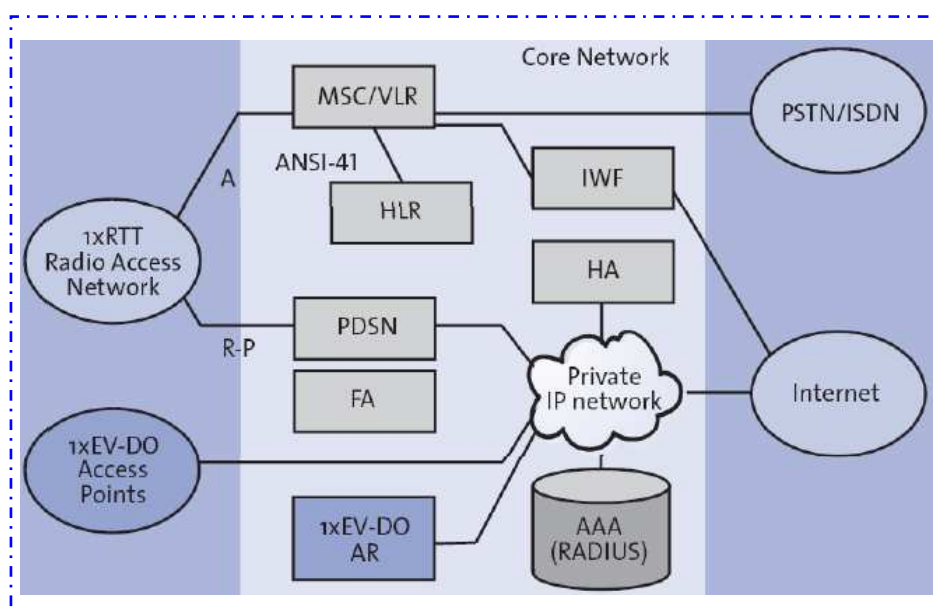 Core Network
MSC/VLR
PSTN/ISDN
ANSI-41
A
IWF
HLR
1xRTT
Radio Access
Network
HA
PDSN
R-P
Private
IP network
FA
Internet
1xEV-DO
Access
Points
1xEV-DO
AR
AAA
(RADIUS)